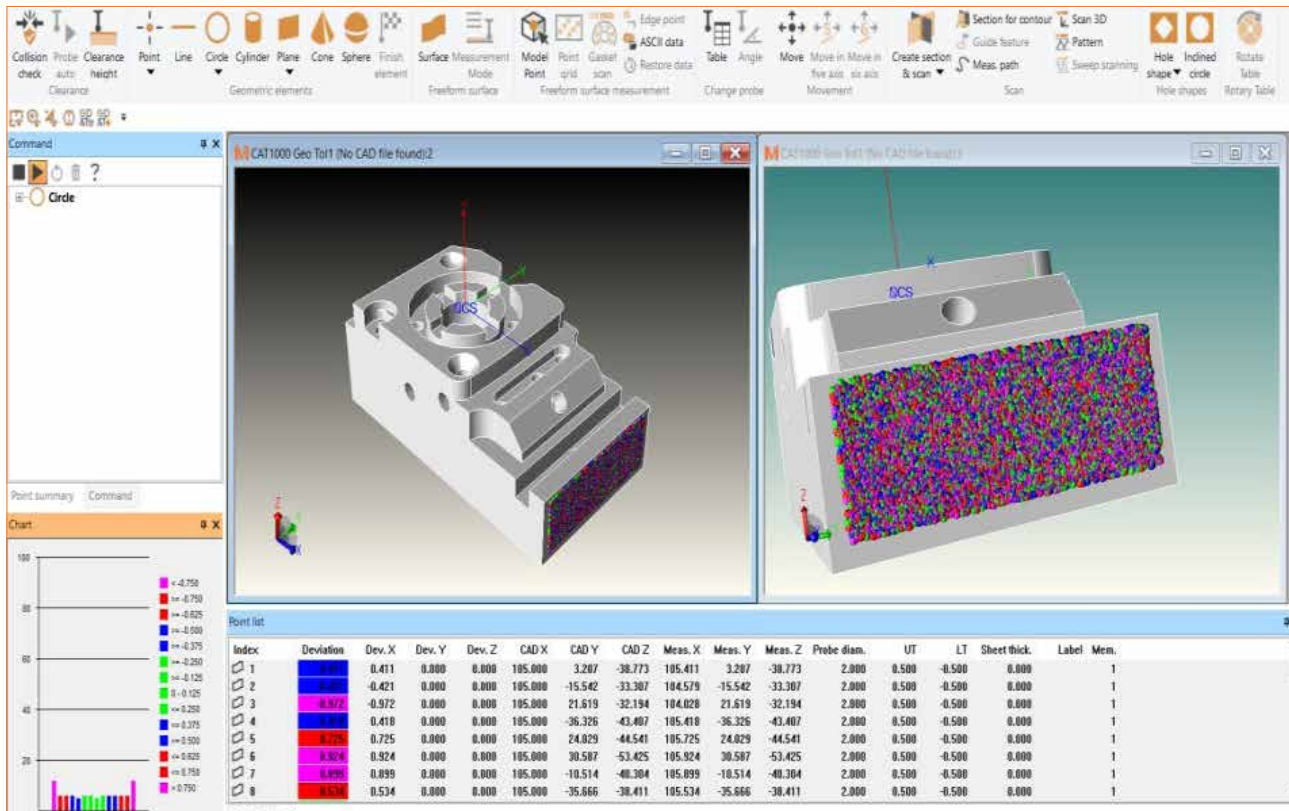 Collision check
Probe auto
Clearance height
Clearance
Point
Line
Circle
Cylinder
Plane
Cone
Sphere
Finish element
Geometric elements
Surface
Measurement Mode
Freeform surface
Model Point
Point grid
Gasket scan
Edge point
ASCII data
Restore data
Freeform surface measurement
Table
Angle
Change probe
Move
Move in five axis
Move in six axis
Movement
Create section & scan
Section for contour
Guide feature
Meas. path
Scan 3D
Pattern
Sweep scanning
Scan
Hole shape
Inclined circle
Hole shapes
Rotate Table
Rotary Table
Command
?
Circle
Point summary
Command
Chart
100
80
60
40
20
< -0.750
>= -0.750
>= -0.625
>= -0.500
>= -0.375
>= -0.250
>= -0.125
0 - 0.125
<= 0.250
<= 0.375
<= 0.500
<= 0.625
<= 0.750
> 0.750
CAT1000 Geo Tol1 (No CAD file found):2
Y
Z
X
CAT1000 Geo Tol1 (No CAD file found):3
X
Z
Point list
Index Deviation Dev. X Dev. Y Dev. Z CAD X CAD Y CAD Z Meas. X Meas. Y Meas. Z Probe diam. UT LT Sheet thick. Label Mem.
1 0.411 0.000 0.000 105.000 3.207 -38.773 105.411 3.207 -38.773 2.000 0.500 -0.500 0.000 1
2 -0.421 0.000 0.000 105.000 -15.542 -33.307 104.579 -15.542 -33.307 2.000 0.500 -0.500 0.000 1
3 -0.972 -0.972 0.000 0.000 105.000 21.619 -32.194 104.028 21.619 -32.194 2.000 0.500 -0.500 0.000 1
4 0.418 0.000 0.000 105.000 -36.326 -43.407 105.418 -36.326 -43.407 2.000 0.500 -0.500 0.000 1
5 0.725 0.725 0.000 0.000 105.000 24.029 -44.541 105.725 24.029 -44.541 2.000 0.500 -0.500 0.000 1
6 0.924 0.924 0.000 0.000 105.000 30.587 -53.425 105.924 30.587 -53.425 2.000 0.500 -0.500 0.000 1
7 0.899 0.899 0.000 0.000 105.000 -10.514 -40.304 105.899 -10.514 -40.304 2.000 0.500 -0.500 0.000 1
8 0.534 0.534 0.000 0.000 105.000 -35.666 -38.411 105.534 -35.666 -38.411 2.000 0.500 -0.500 0.000 1